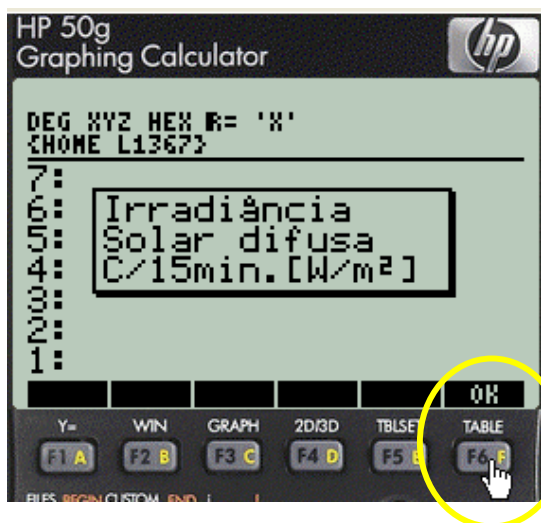 HP 50g
Graphing Calculator
hp
DEG XYZ HEX R= 'X'
{HOME L1367}
7:
6:
5:
4:
3:
2:
1:
Irradiância
Solar difusa
C/15min.[W/m²]
OK
Y= WIN GRAPH 2D/3D TBLSET TABLE
F1 A F2 B F3 C F4 D F5 E F6 F
FILES BEGIN CUSTOM END i